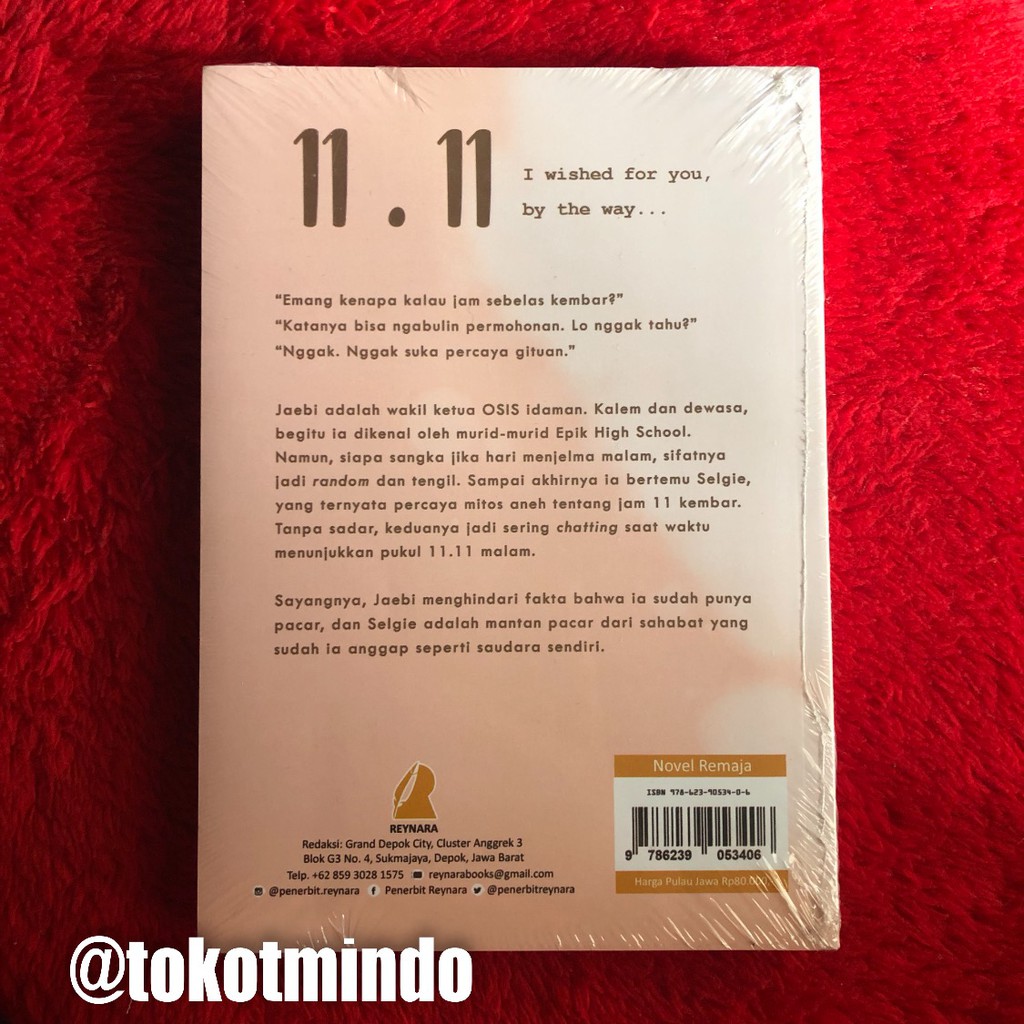 11.11
I wished for you,
by the way...
“Emang kenapa kalau jam sebelas kembar?”
“Katanya bisa ngabulin permohonan. Lo nggak tahu?”
“Nggak. Nggak suka percaya gituan.”
Jaebi adalah wakil ketua OSIS idaman. Kalem dan dewasa,
begitu ia dikenal oleh murid-murid Epik High School.
Namun, siapa sangka jika hari menjelma malam, sifatnya
jadi random dan tengil. Sampai akhirnya ia bertemu Selgie,
yang ternyata percaya mitos aneh tentang jam 11 kembar.
Tanpa sadar, keduanya jadi sering chatting saat waktu
menunjukkan pukul 11.11 malam.
Sayangnya, Jaebi menghindari fakta bahwa ia sudah punya
pacar, dan Selgie adalah mantan pacar dari sahabat yang
sudah ia anggap seperti saudara sendiri.
REYNARA
Redaksi: Grand Depok City, Cluster Anggrek 3
Blok G3 No. 4, Sukmajaya, Depok, Jawa Barat
Telp. +62 859 3028 1575 reynarabooks@gmail.com
@penerbit.reynara Penerbit Reynara @penerbitreynara
Novel Remaja
ISBN 978-623-90534-0-6
9 786239 053406
Harga Pulau Jawa Rp80.000
@tokotmindo